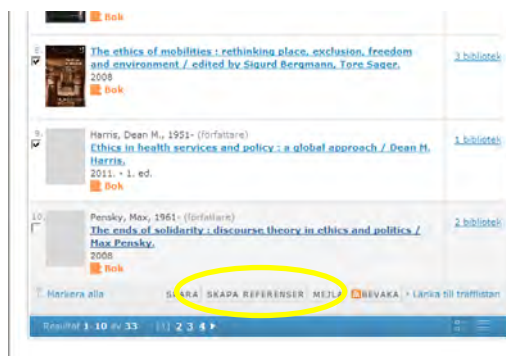 Bok
8.
The ethics of mobilities : rethinking place, exclusion, freedom
and environment / edited by Sigurd Bergmann, Tore Sager.
3 bibliotek
2008
Bok
9.
Harris, Dean M., 1951- (författare)
Ethics in health services and policy : a global approach / Dean M.
Harris.
1 bibliotek
2011. - 1. ed.
Bok
10.
Pensky, Max, 1961- (författare)
The ends of solidarity : discourse theory in ethics and politics /
Max Pensky.
2 bibliotek
2008
Bok
Markera alla SPARA SKAPA REFERENSER MEJLA BEVAKA Länka till träfflistan
Resultat 1-10 av 33 [1] 2 3 4